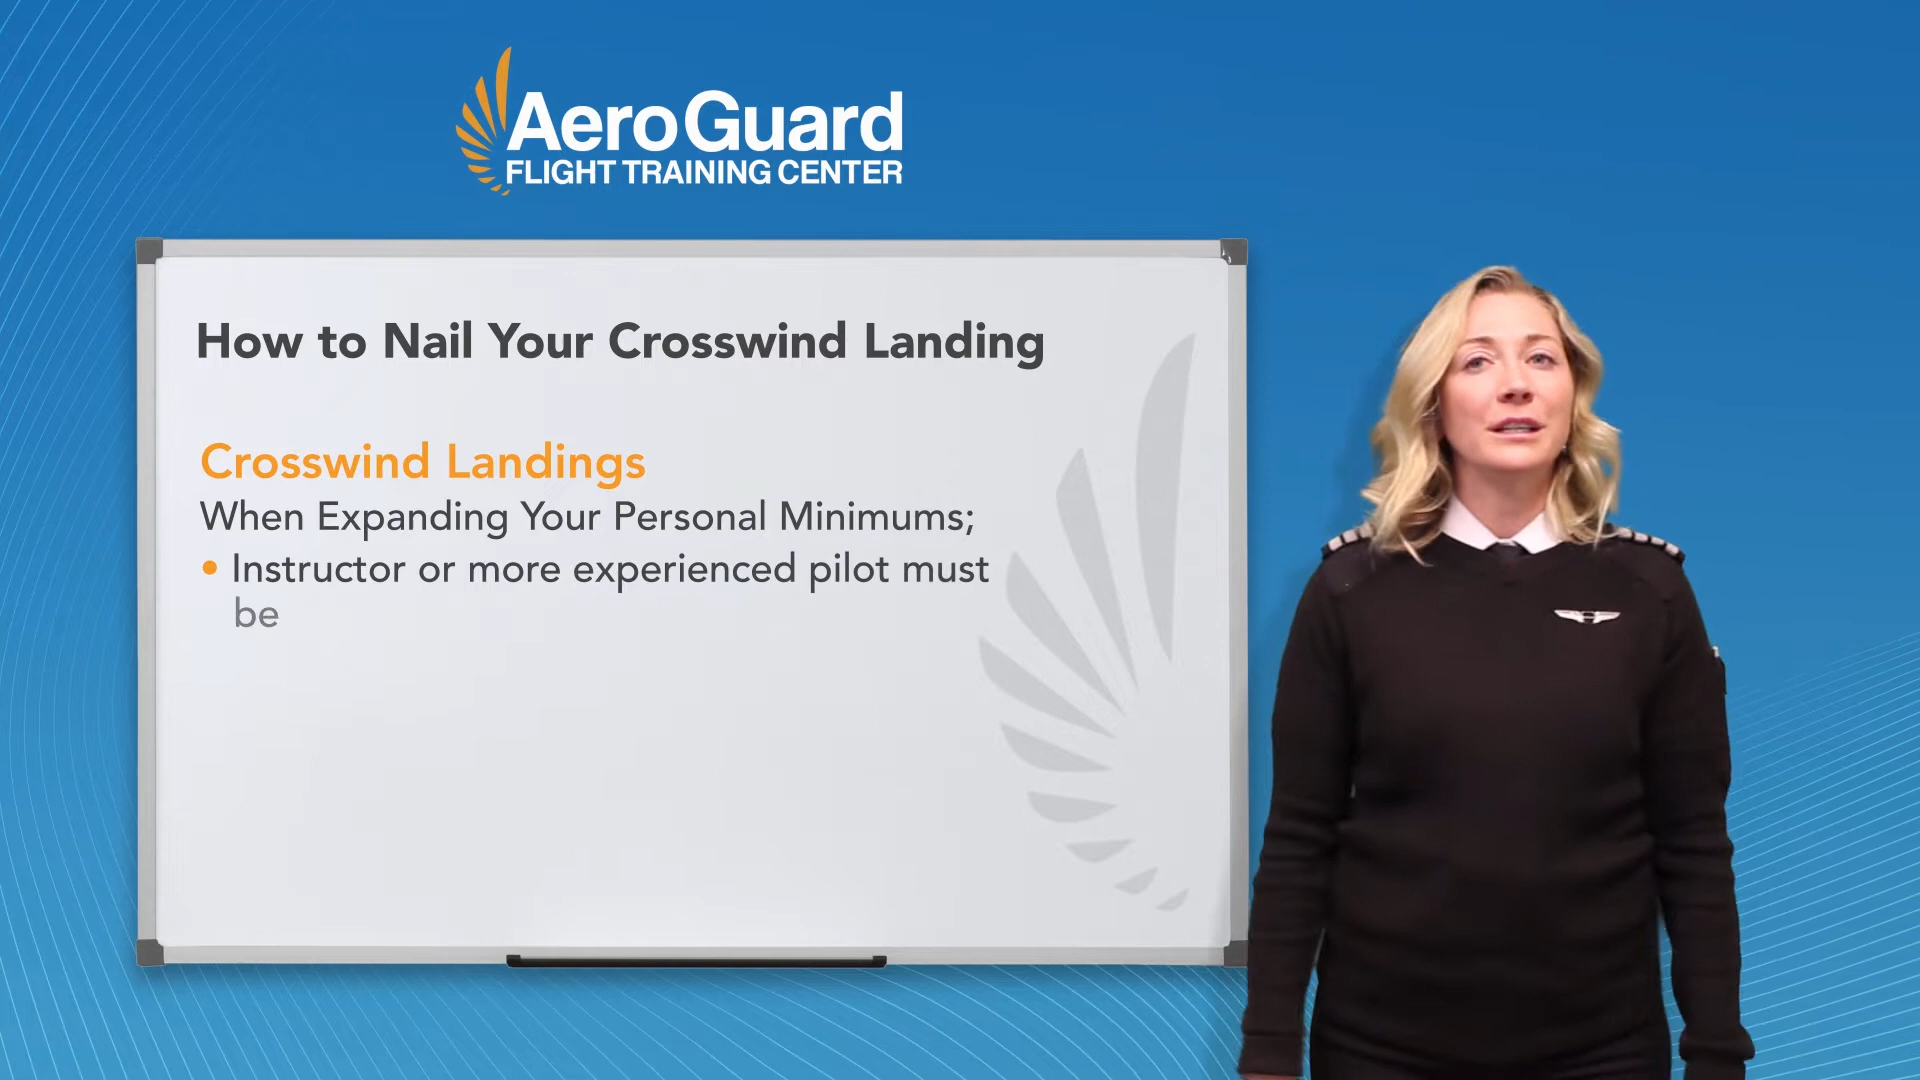 AeroGuard
FLIGHT TRAINING CENTER
How to Nail Your Crosswind Landing
Crosswind Landings
When Expanding Your Personal Minimums;
• Instructor or more experienced pilot must
be